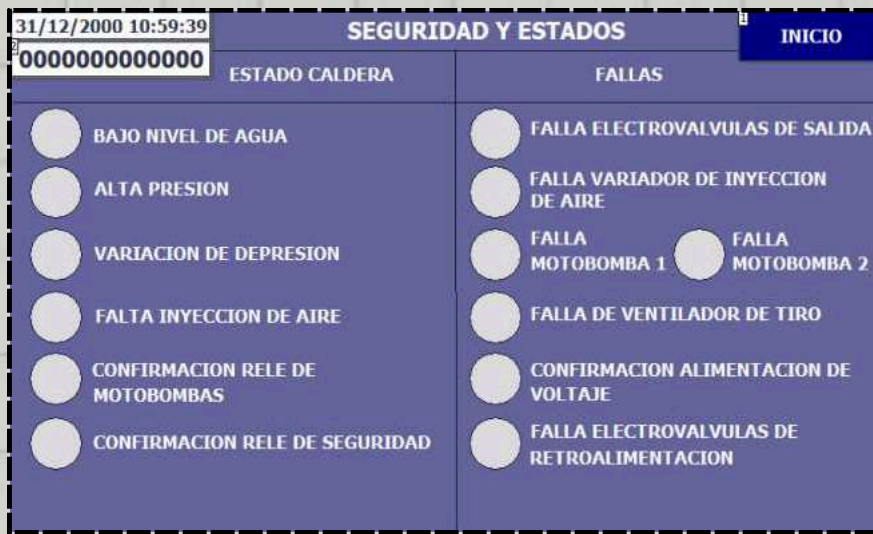 31/12/2000 10:59:39
SEGURIDAD Y ESTADOS
1
INICIO
2
0000000000000
ESTADO CALDERA
FALLAS
BAJO NIVEL DE AGUA
ALTA PRESION
VARIACION DE DEPRESION
FALTA INYECCION DE AIRE
CONFIRMACION RELE DE
MOTOBOMBAS
CONFIRMACION RELE DE SEGURIDAD
FALLA ELECTROVALVULAS DE SALIDA
FALLA VARIADOR DE INYECCION
DE AIRE
FALLA
MOTOBOMBA 1
FALLA
MOTOBOMBA 2
FALLA DE VENTILADOR DE TIRO
CONFIRMACION ALIMENTACION DE
VOLTAJE
FALLA ELECTROVALVULAS DE
RETROALIMENTACION